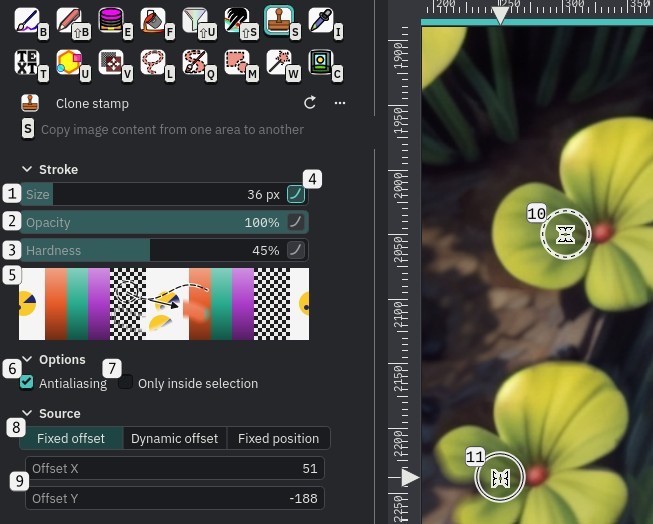 B ⇧B E F ⇧U ⇧S S I
200 250 300 350
TEXT
T U V L Q M W C
Clone stamp
S Copy image content from one area to another
Stroke
4
1 Size 36 px
2 Opacity 100%
3 Hardness 45%
5
Options
6 7
Antialiasing Only inside selection
Source
8 Fixed offset Dynamic offset Fixed position
9
Offset X 51
Offset Y -188
1900
1950
2000
2050
2100
2150
2200
2250
10
11